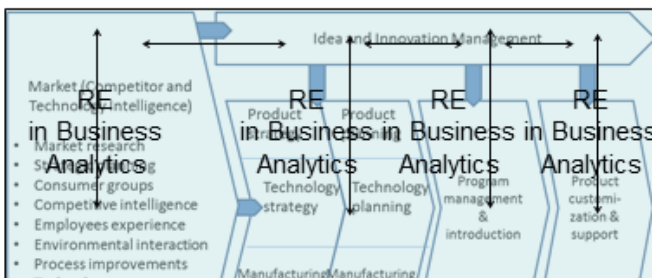 Idea and Innovation Management
Market (Competitor and
Technology Intelligence)
• Market research
• Consumer groups
• Competitive intelligence
• Employees experience
• Environmental interaction
• Process improvements
Product
strategy
Technology
strategy
Manufacturing
Product
planning
Technology
planning
Manufacturing
Program
management
&
introduction
Product
customi-
zation &
support
RE
in Business
Analytics
RE
in Business
Analytics
RE
in Business
Analytics
RE
in Business
Analytics